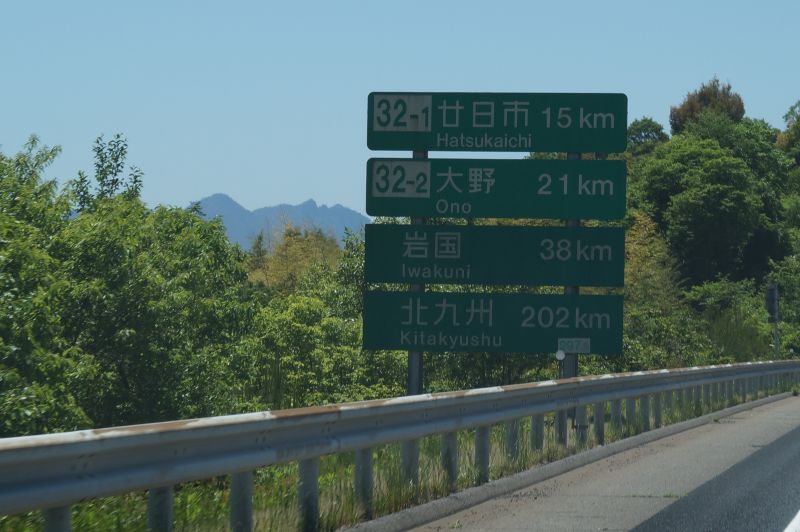 32-1 廿日市 15 km
Hatsukaichi
32-2 大野 21 km
Ono
岩国 38 km
Iwakuni
北九州 202 km
Kitakyushu